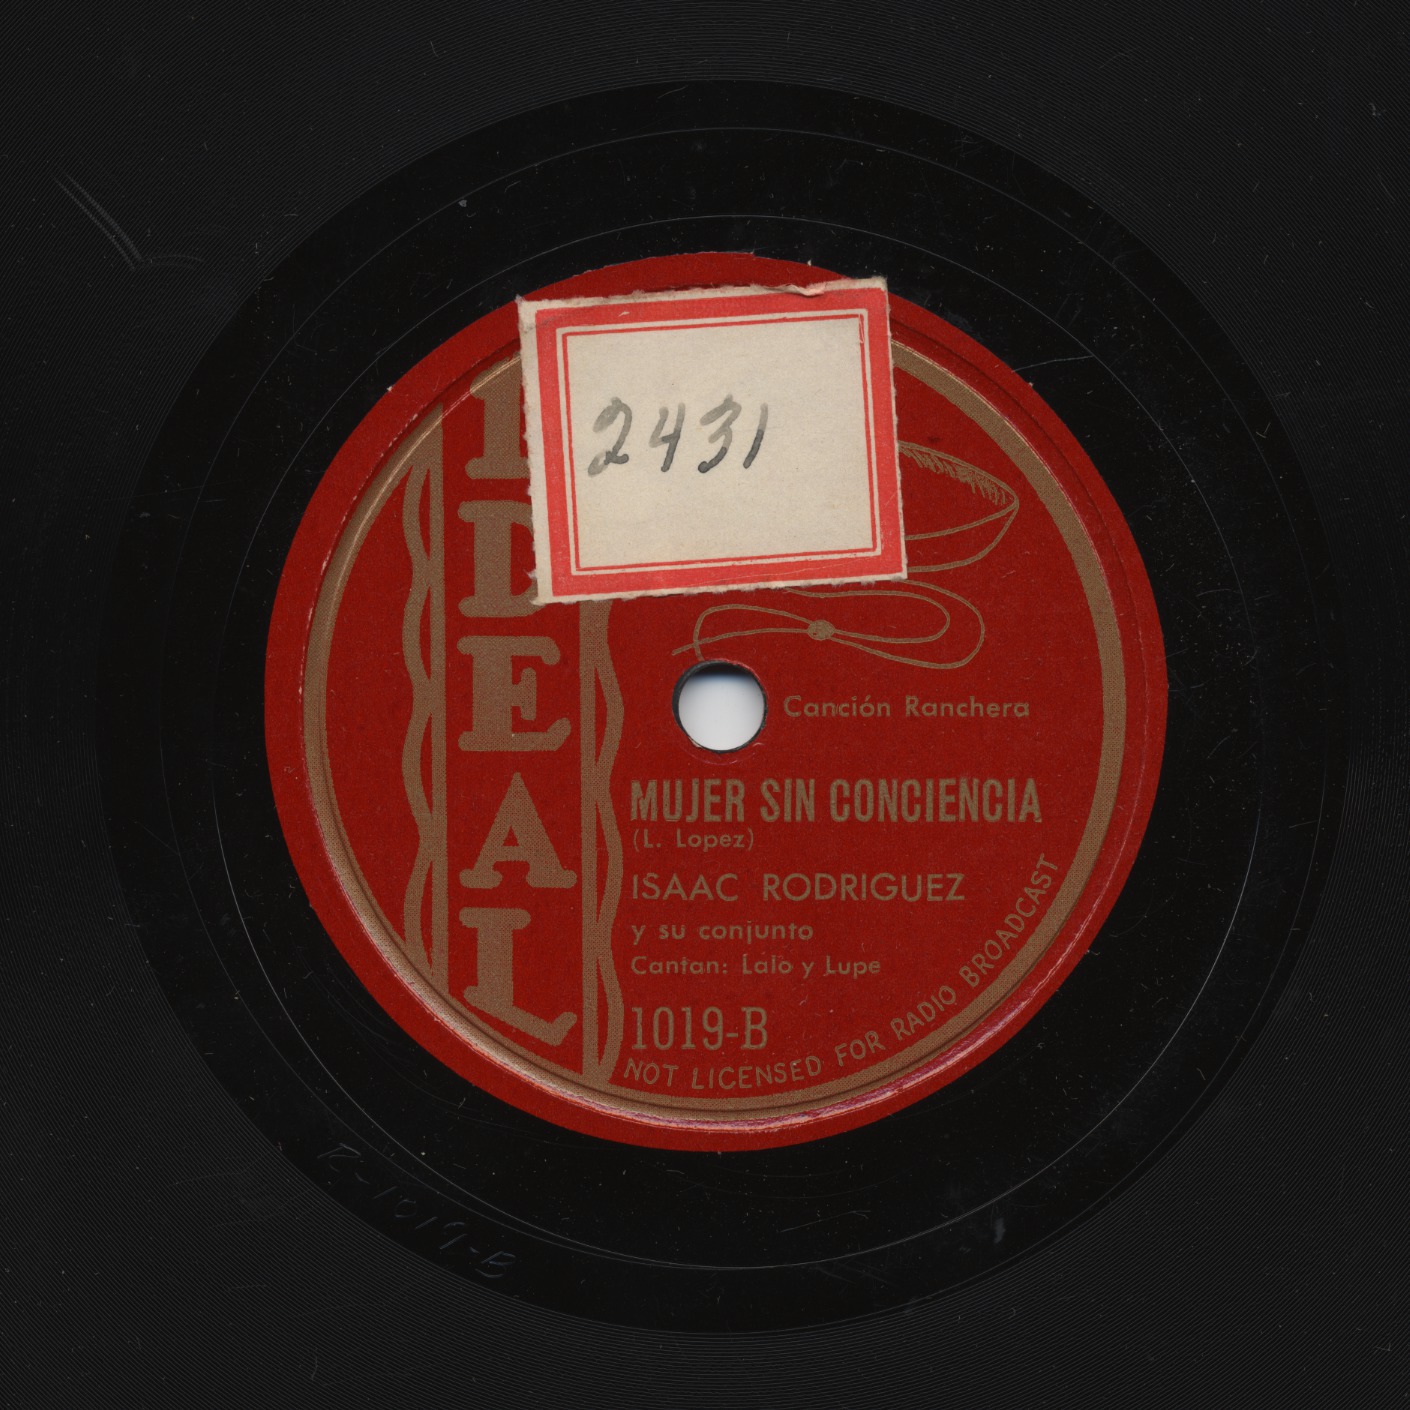 2431
IDEAL
Canción Ranchera
MUJER SIN CONCIENCIA
(L. Lopez)
ISAAC RODRIGUEZ
y su conjunto
Cantan: Lalo y Lupe
1019-B
NOT LICENSED FOR RADIO BROADCAST
R-1019-B